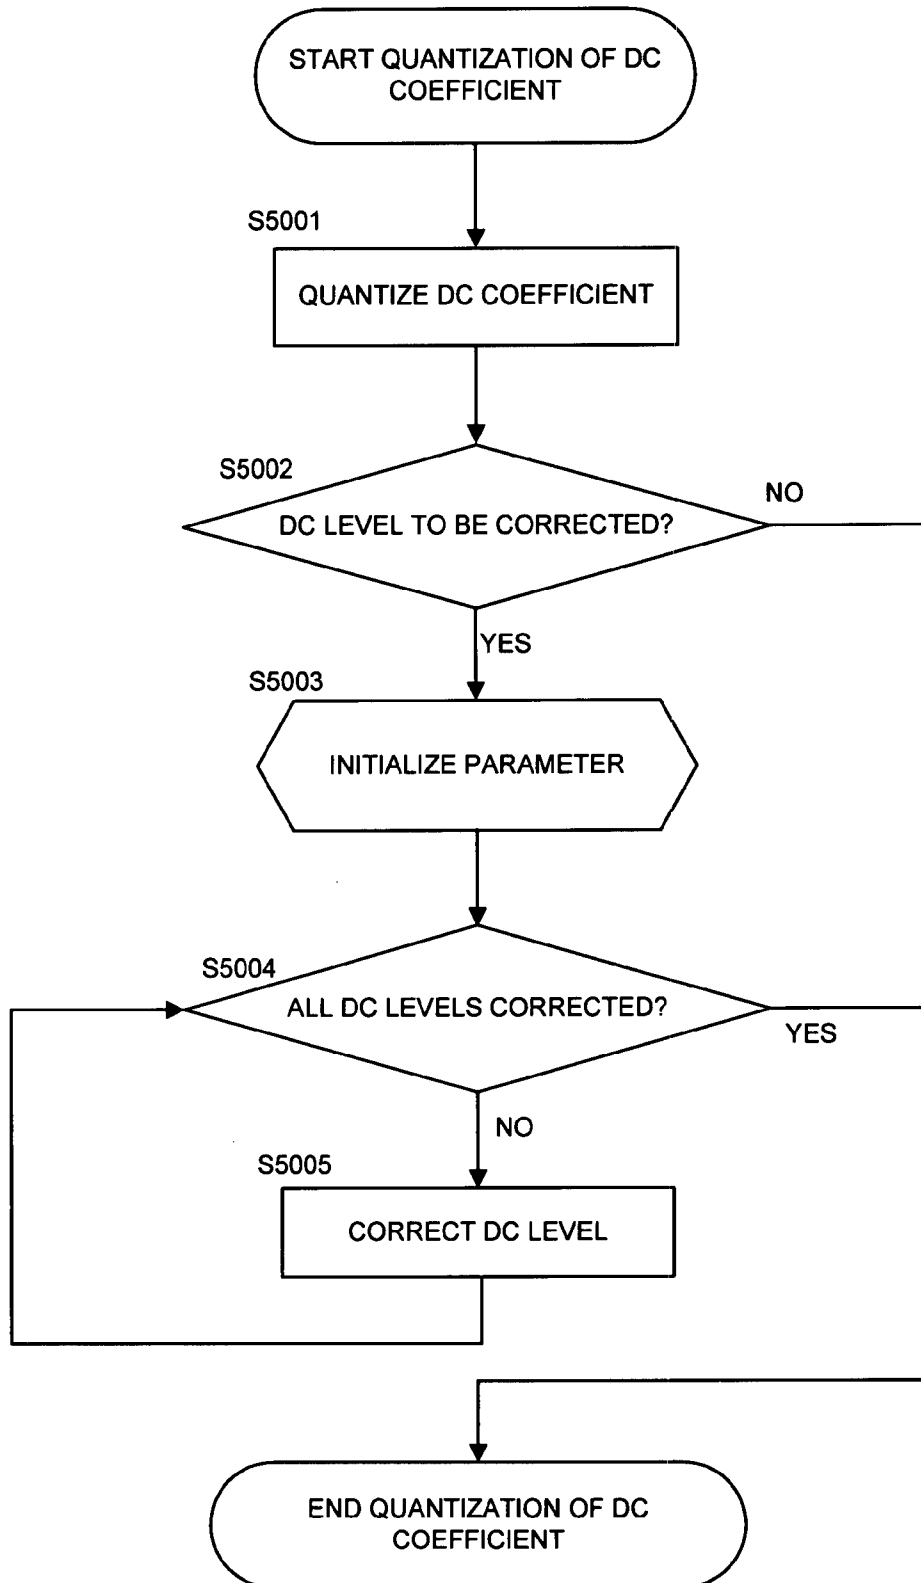 START QUANTIZATION OF DC
COEFFICIENT
S5001
QUANTIZE DC COEFFICIENT
S5002
NO
DC LEVEL TO BE CORRECTED?
YES
S5003
INITIALIZE PARAMETER
S5004
ALL DC LEVELS CORRECTED?
YES
NO
S5005
CORRECT DC LEVEL
END QUANTIZATION OF DC
COEFFICIENT